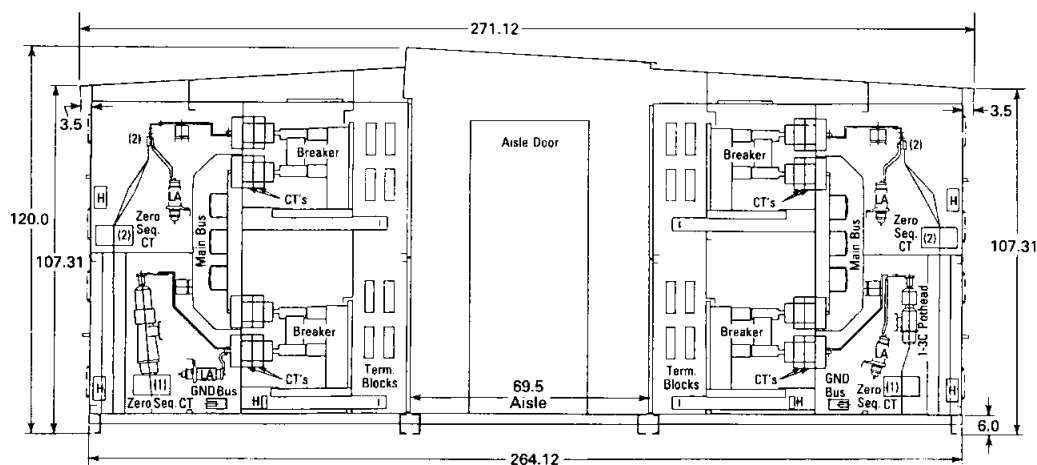 271.12
3.5
3.5
(2)
Breaker
Aisle Door
Breaker
(2)
H
LA
CT's
CT's
LA
H
Zero
Seq.
CT
(2)
Main Bus
Main Bus
Zero
Seq.
CT
(2)
120.0
107.31
107.31
Breaker
Breaker
1-3C Pothead
LA
LA
H
(1)
GND Bus
CT's
Term.
Blocks
69.5
Aisle
Term.
Blocks
CT's
GND
Bus
Zero
Seq. CT
(1)
H
Zero Seq. CT
H
I
I
H
I
I
6.0
264.12